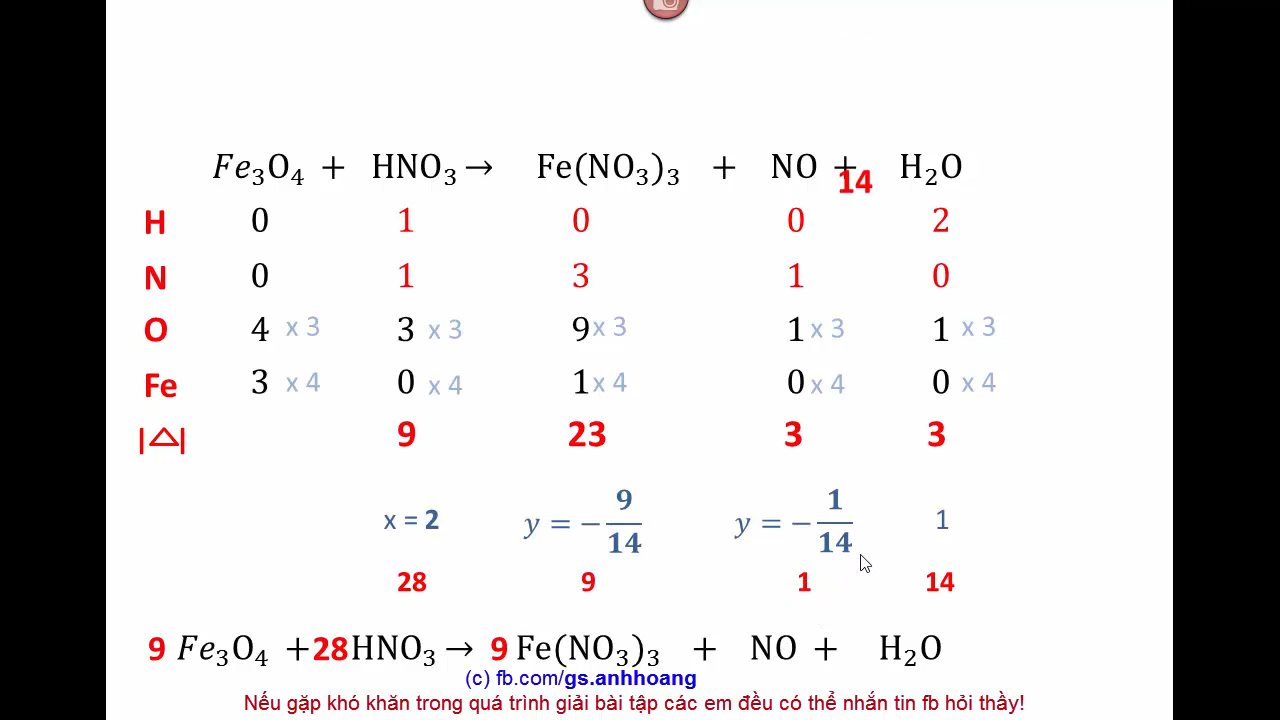 Fe₃O₄ + HNO₃ → Fe(NO₃)₃ + NO + H₂O
14
H 0 1 0 0 2
N 0 1 3 1 0
O 4 x 3 3 x 3 9 x 3 1 x 3 1 x 3
Fe 3 x 4 0 x 4 1 x 4 0 x 4 0 x 4
|△| 9 23 3 3
x = 2 y = −9/14 y = −1/14 1
28 9 1 14
9 Fe₃O₄ + 28 HNO₃ → 9 Fe(NO₃)₃ + NO + H₂O
(c) fb.com/gs.anhhoang
Nếu gặp khó khăn trong quá trình giải bài tập các em đều có thể nhắn tin fb hỏi thầy!